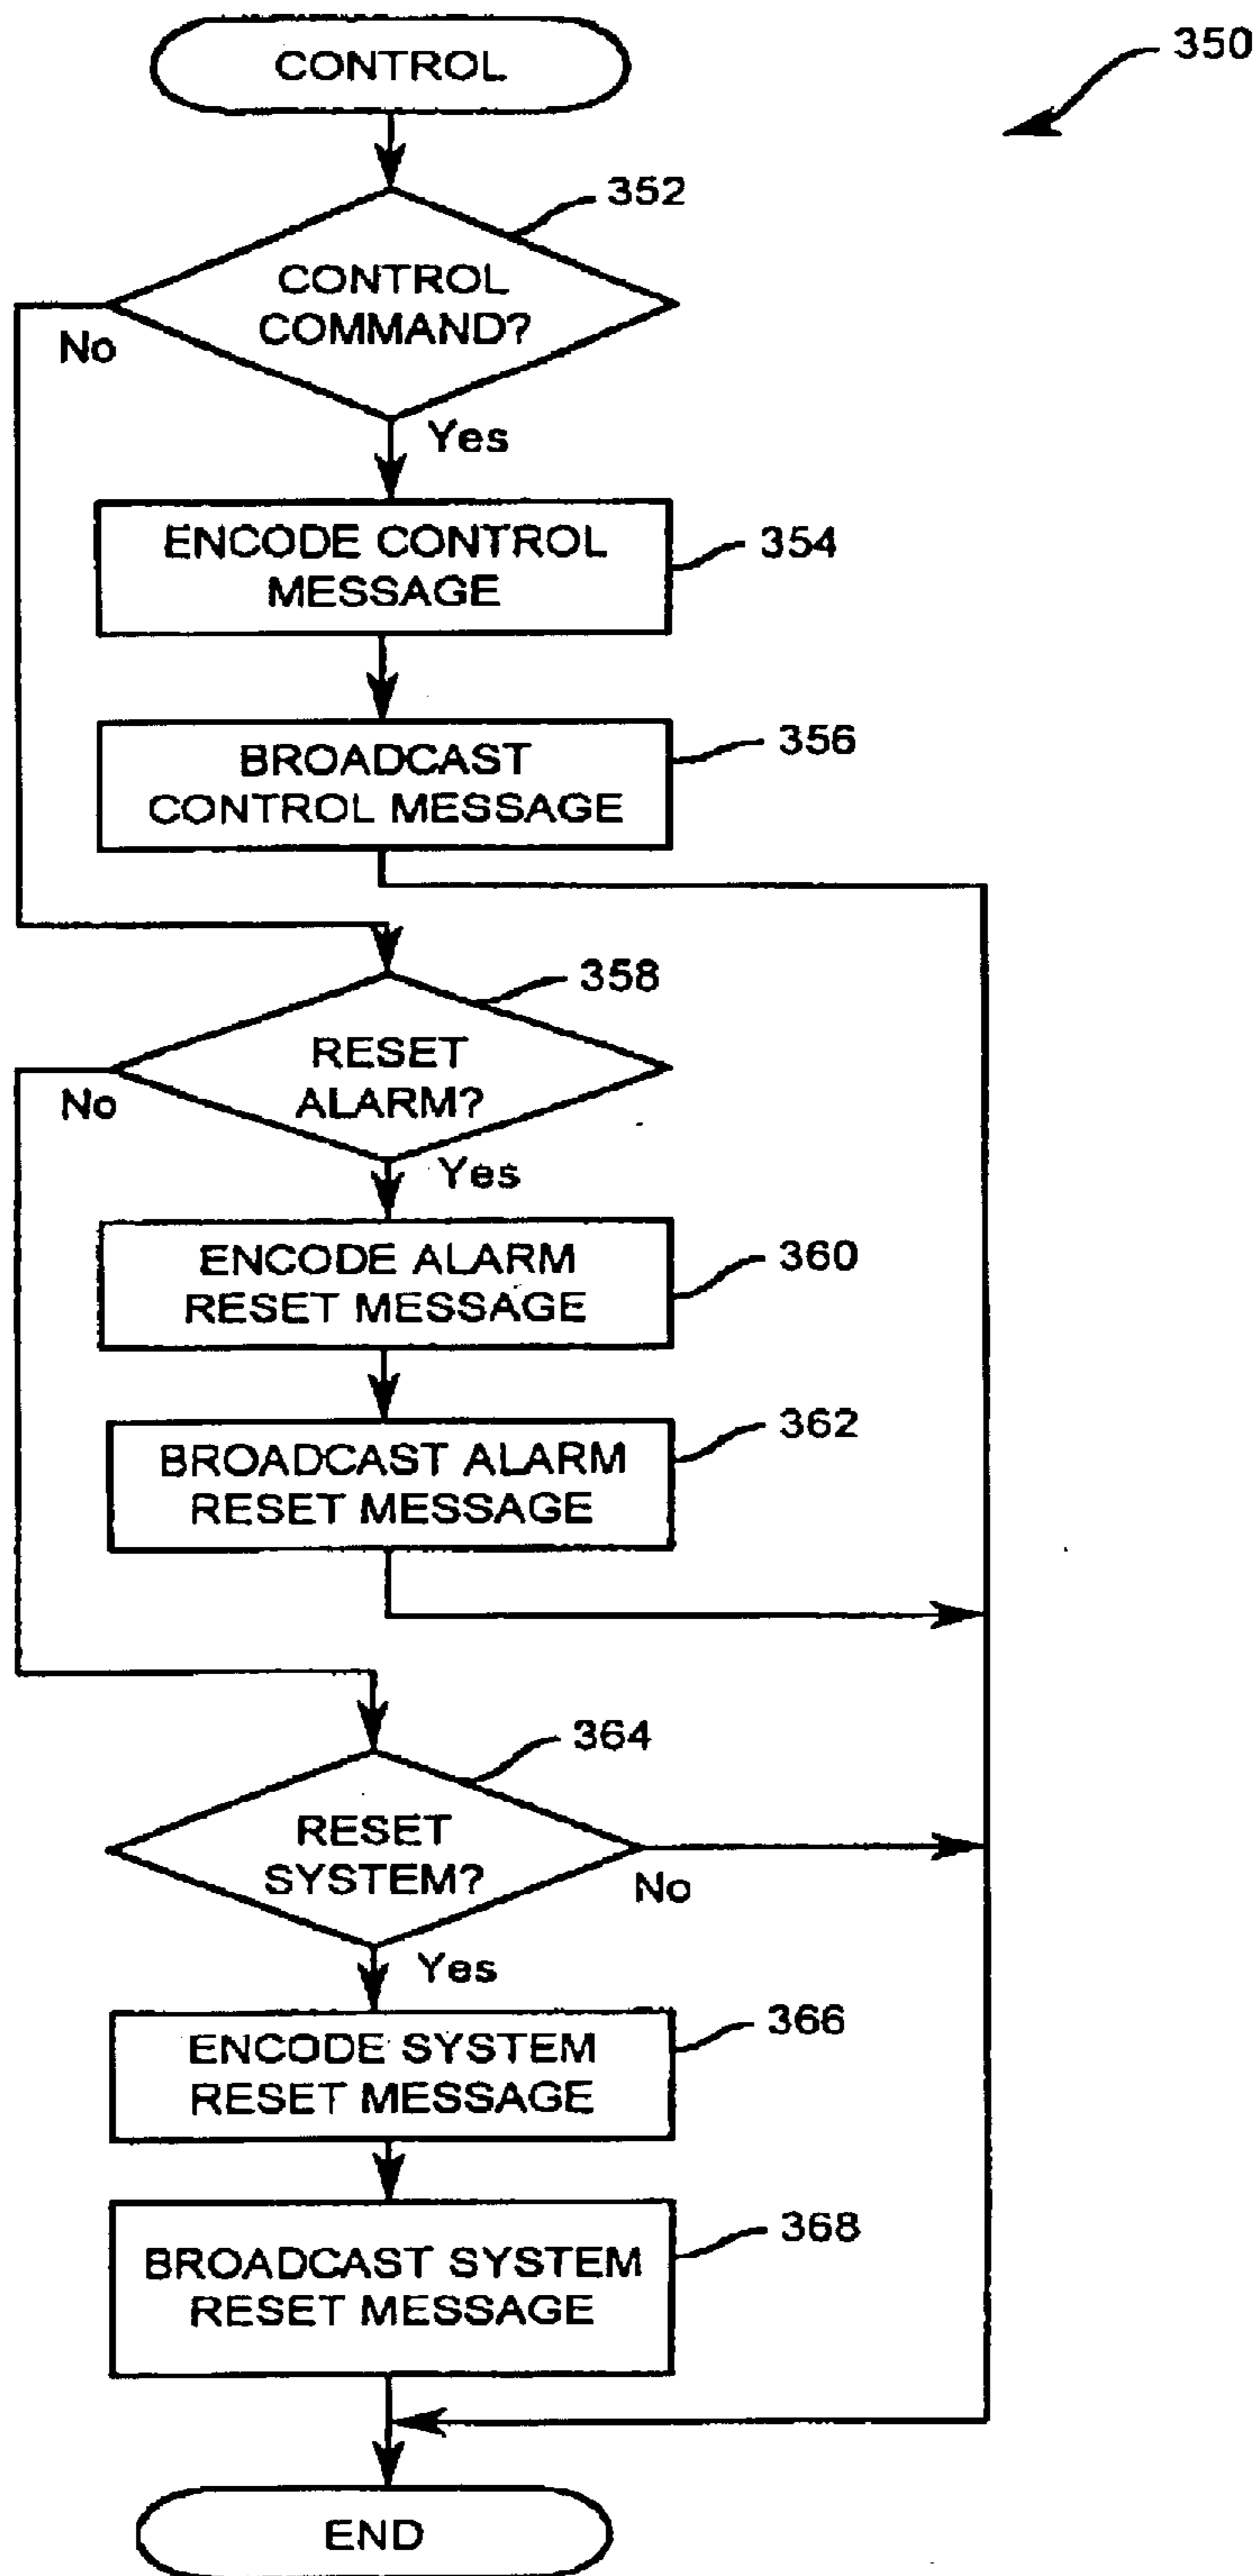 CONTROL
350
352
CONTROL
COMMAND?
No
Yes
ENCODE CONTROL
MESSAGE
354
BROADCAST
CONTROL MESSAGE
356
358
RESET
ALARM?
No
Yes
ENCODE ALARM
RESET MESSAGE
360
BROADCAST ALARM
RESET MESSAGE
362
364
RESET
SYSTEM?
No
Yes
ENCODE SYSTEM
RESET MESSAGE
366
BROADCAST SYSTEM
RESET MESSAGE
368
END